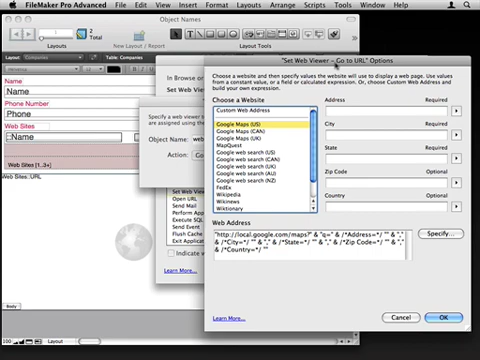 FileMaker Pro Advanced File Edit View Insert Format Arrange Scripts Tools Window Help
Object Names
2
Total
Layouts New Layout / Report Layout Tools
Layout: Companies Table: Companies
Name
Name
Phone Number
Phone
Web Sites
::Name
Web Sites [1..3+]
Web Sites::URL
Body
100 Layout
In Browse or
Set Web View
Specify a web viewer
are assigned using the
Object Name: web
Action: Go
Set Web Viewer
Open URL
Send Mail
Perform Appl
Execute SQL
Send Event
Flush Cache
Exit Applicat
Indicate w
Learn More...
"Set Web Viewer - Go to URL" Options
Choose a website and then specify values the website will use to display a web page. Use values
from a constant value, or a field or calculated expression. Or, choose Custom Web Address and
build your own expression.
Choose a Website
Custom Web Address
Google Maps (US)
Google Maps (CA)
Google Maps (UK)
MapQuest
Google web search (US)
Google web search (CAN)
Google web search (UK)
Google web search (AU)
Google web search (NZ)
FedEx
Wikipedia
Wikinews
Wiktionary
Address Required
City Required
State Required
Zip Code Optional
Country Optional
Web Address
"http://local.google.com/maps?" & "q=" & /*Address=*/ "" & ","
& /*City=*/ "" & "," & /*State=*/ "" & "," & /*Zip Code=*/ "" & ","
& /*Country=*/ ""
Specify...
Learn More...
Cancel OK